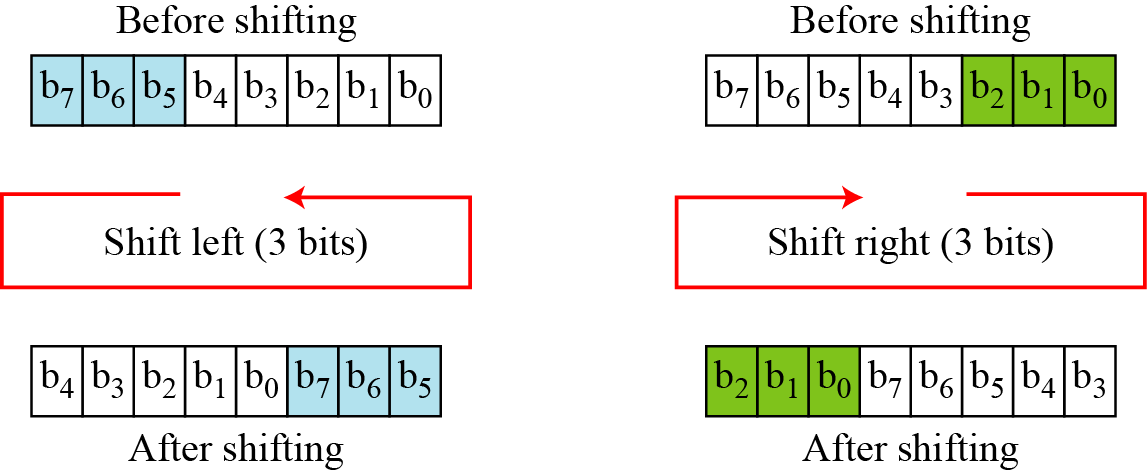 Before shifting
b₇ b₆ b₅ b₄ b₃ b₂ b₁ b₀
Shift left (3 bits)
b₄ b₃ b₂ b₁ b₀ b₇ b₆ b₅
After shifting
Before shifting
b₇ b₆ b₅ b₄ b₃ b₂ b₁ b₀
Shift right (3 bits)
b₂ b₁ b₀ b₇ b₆ b₅ b₄ b₃
After shifting